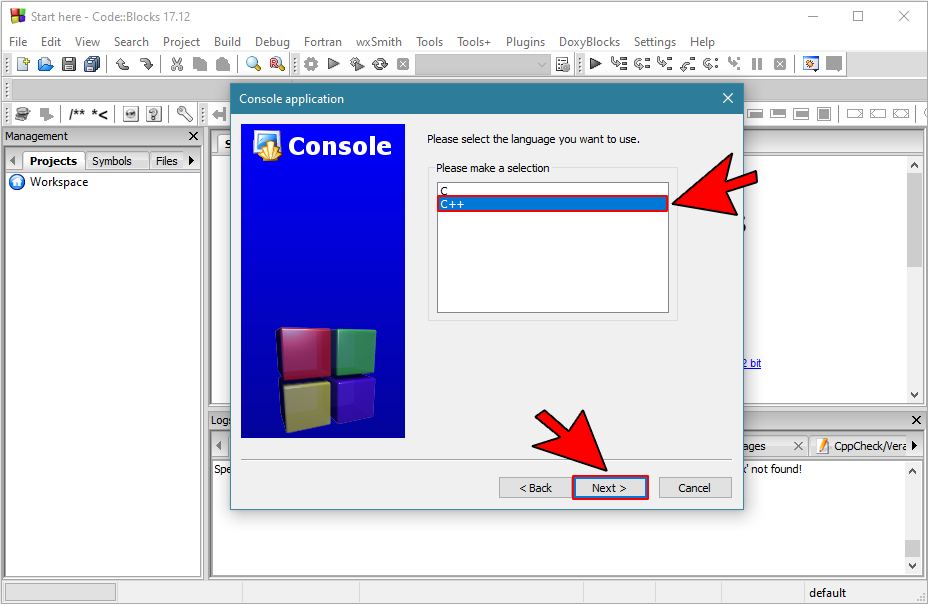 Start here - Code::Blocks 17.12
File Edit View Search Project Build Debug Fortran wxSmith Tools Tools+ Plugins DoxyBlocks Settings Help
/** *<
Management
Projects Symbols Files
Workspace
Console application
Console
Please select the language you want to use.
Please make a selection
C
C++
< Back Next > Cancel
2 bit
Logs
ages CppCheck/Vera
Spe
' not found!
default